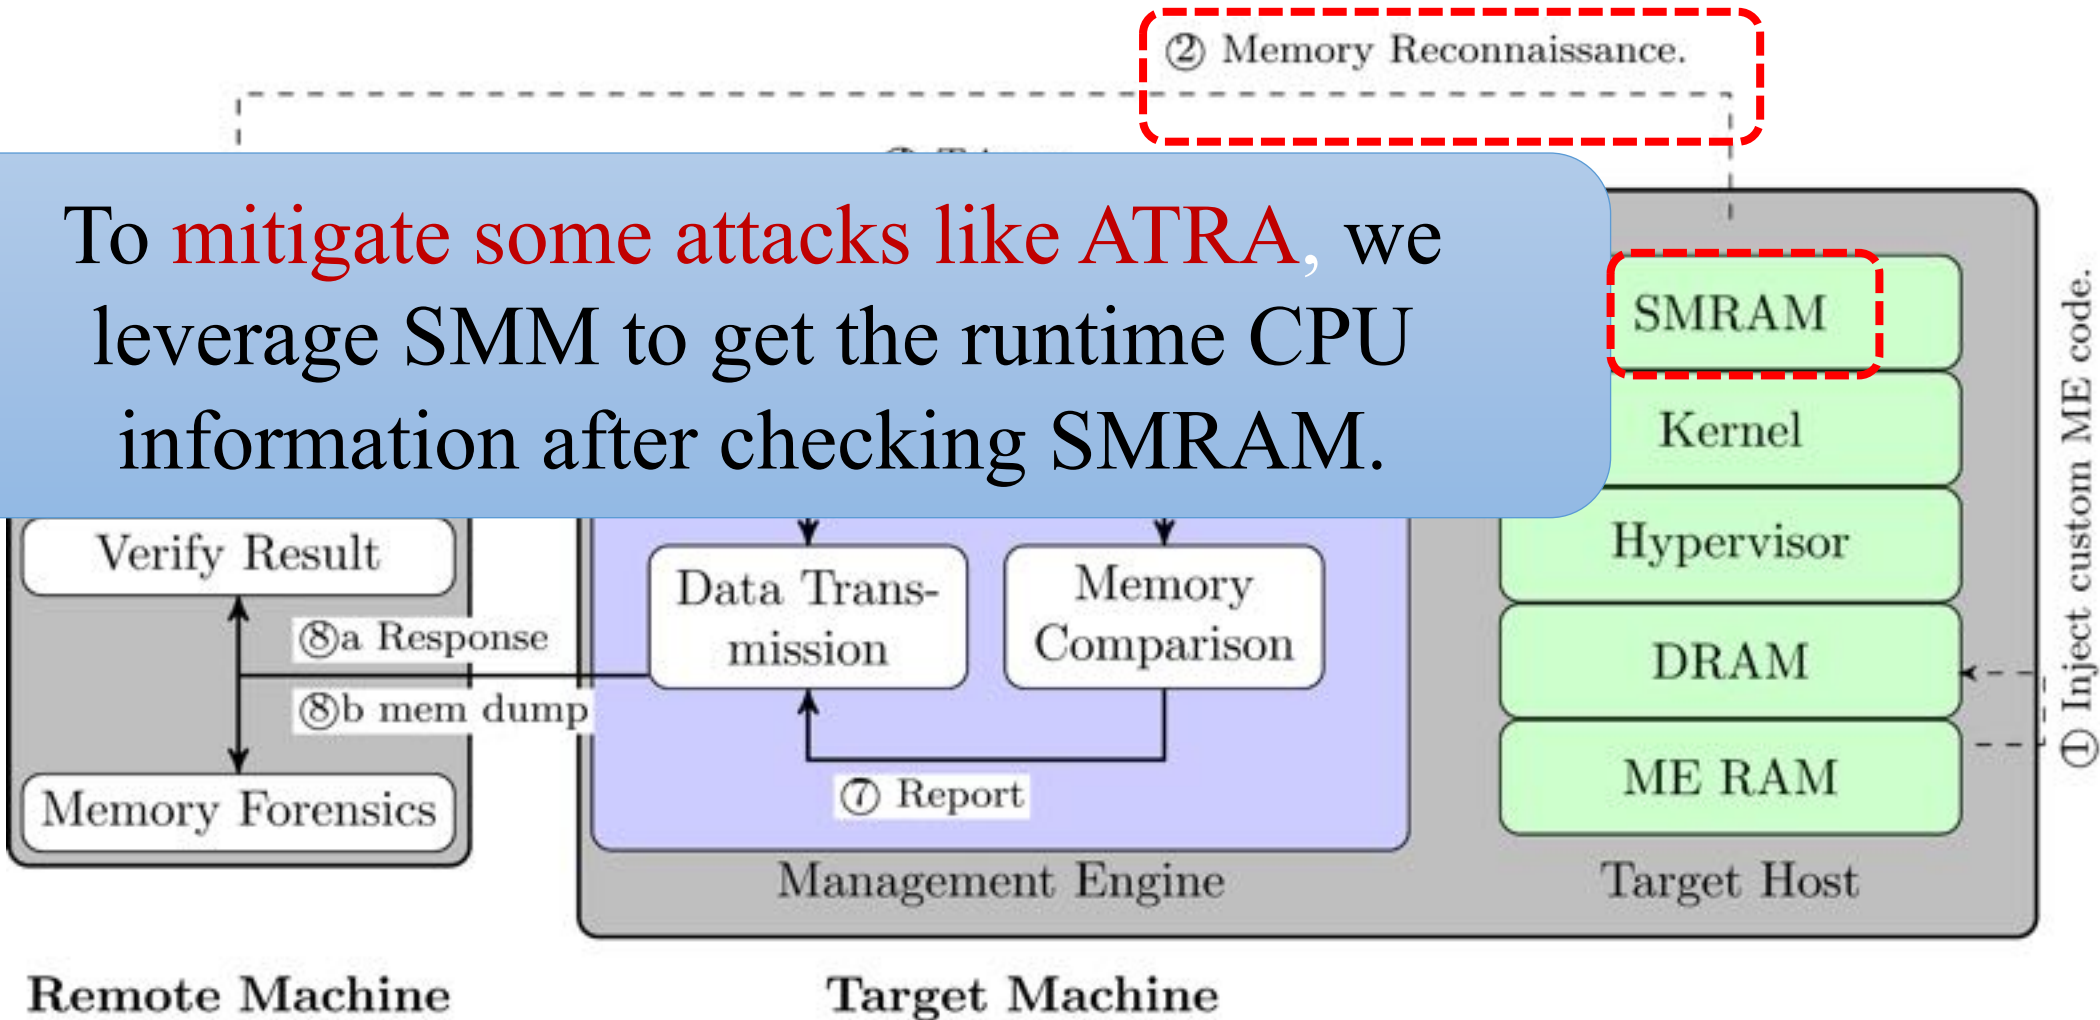 ② Memory Reconnaissance.
To mitigate some attacks like ATRA, we
leverage SMM to get the runtime CPU
information after checking SMRAM.
SMRAM
Kernel
Hypervisor
DRAM
ME RAM
Target Host
① Inject custom ME code.
Verify Result
⑧a Response
⑧b mem dump
Memory Forensics
Data Trans-
mission
Memory
Comparison
⑦ Report
Management Engine
Remote Machine
Target Machine